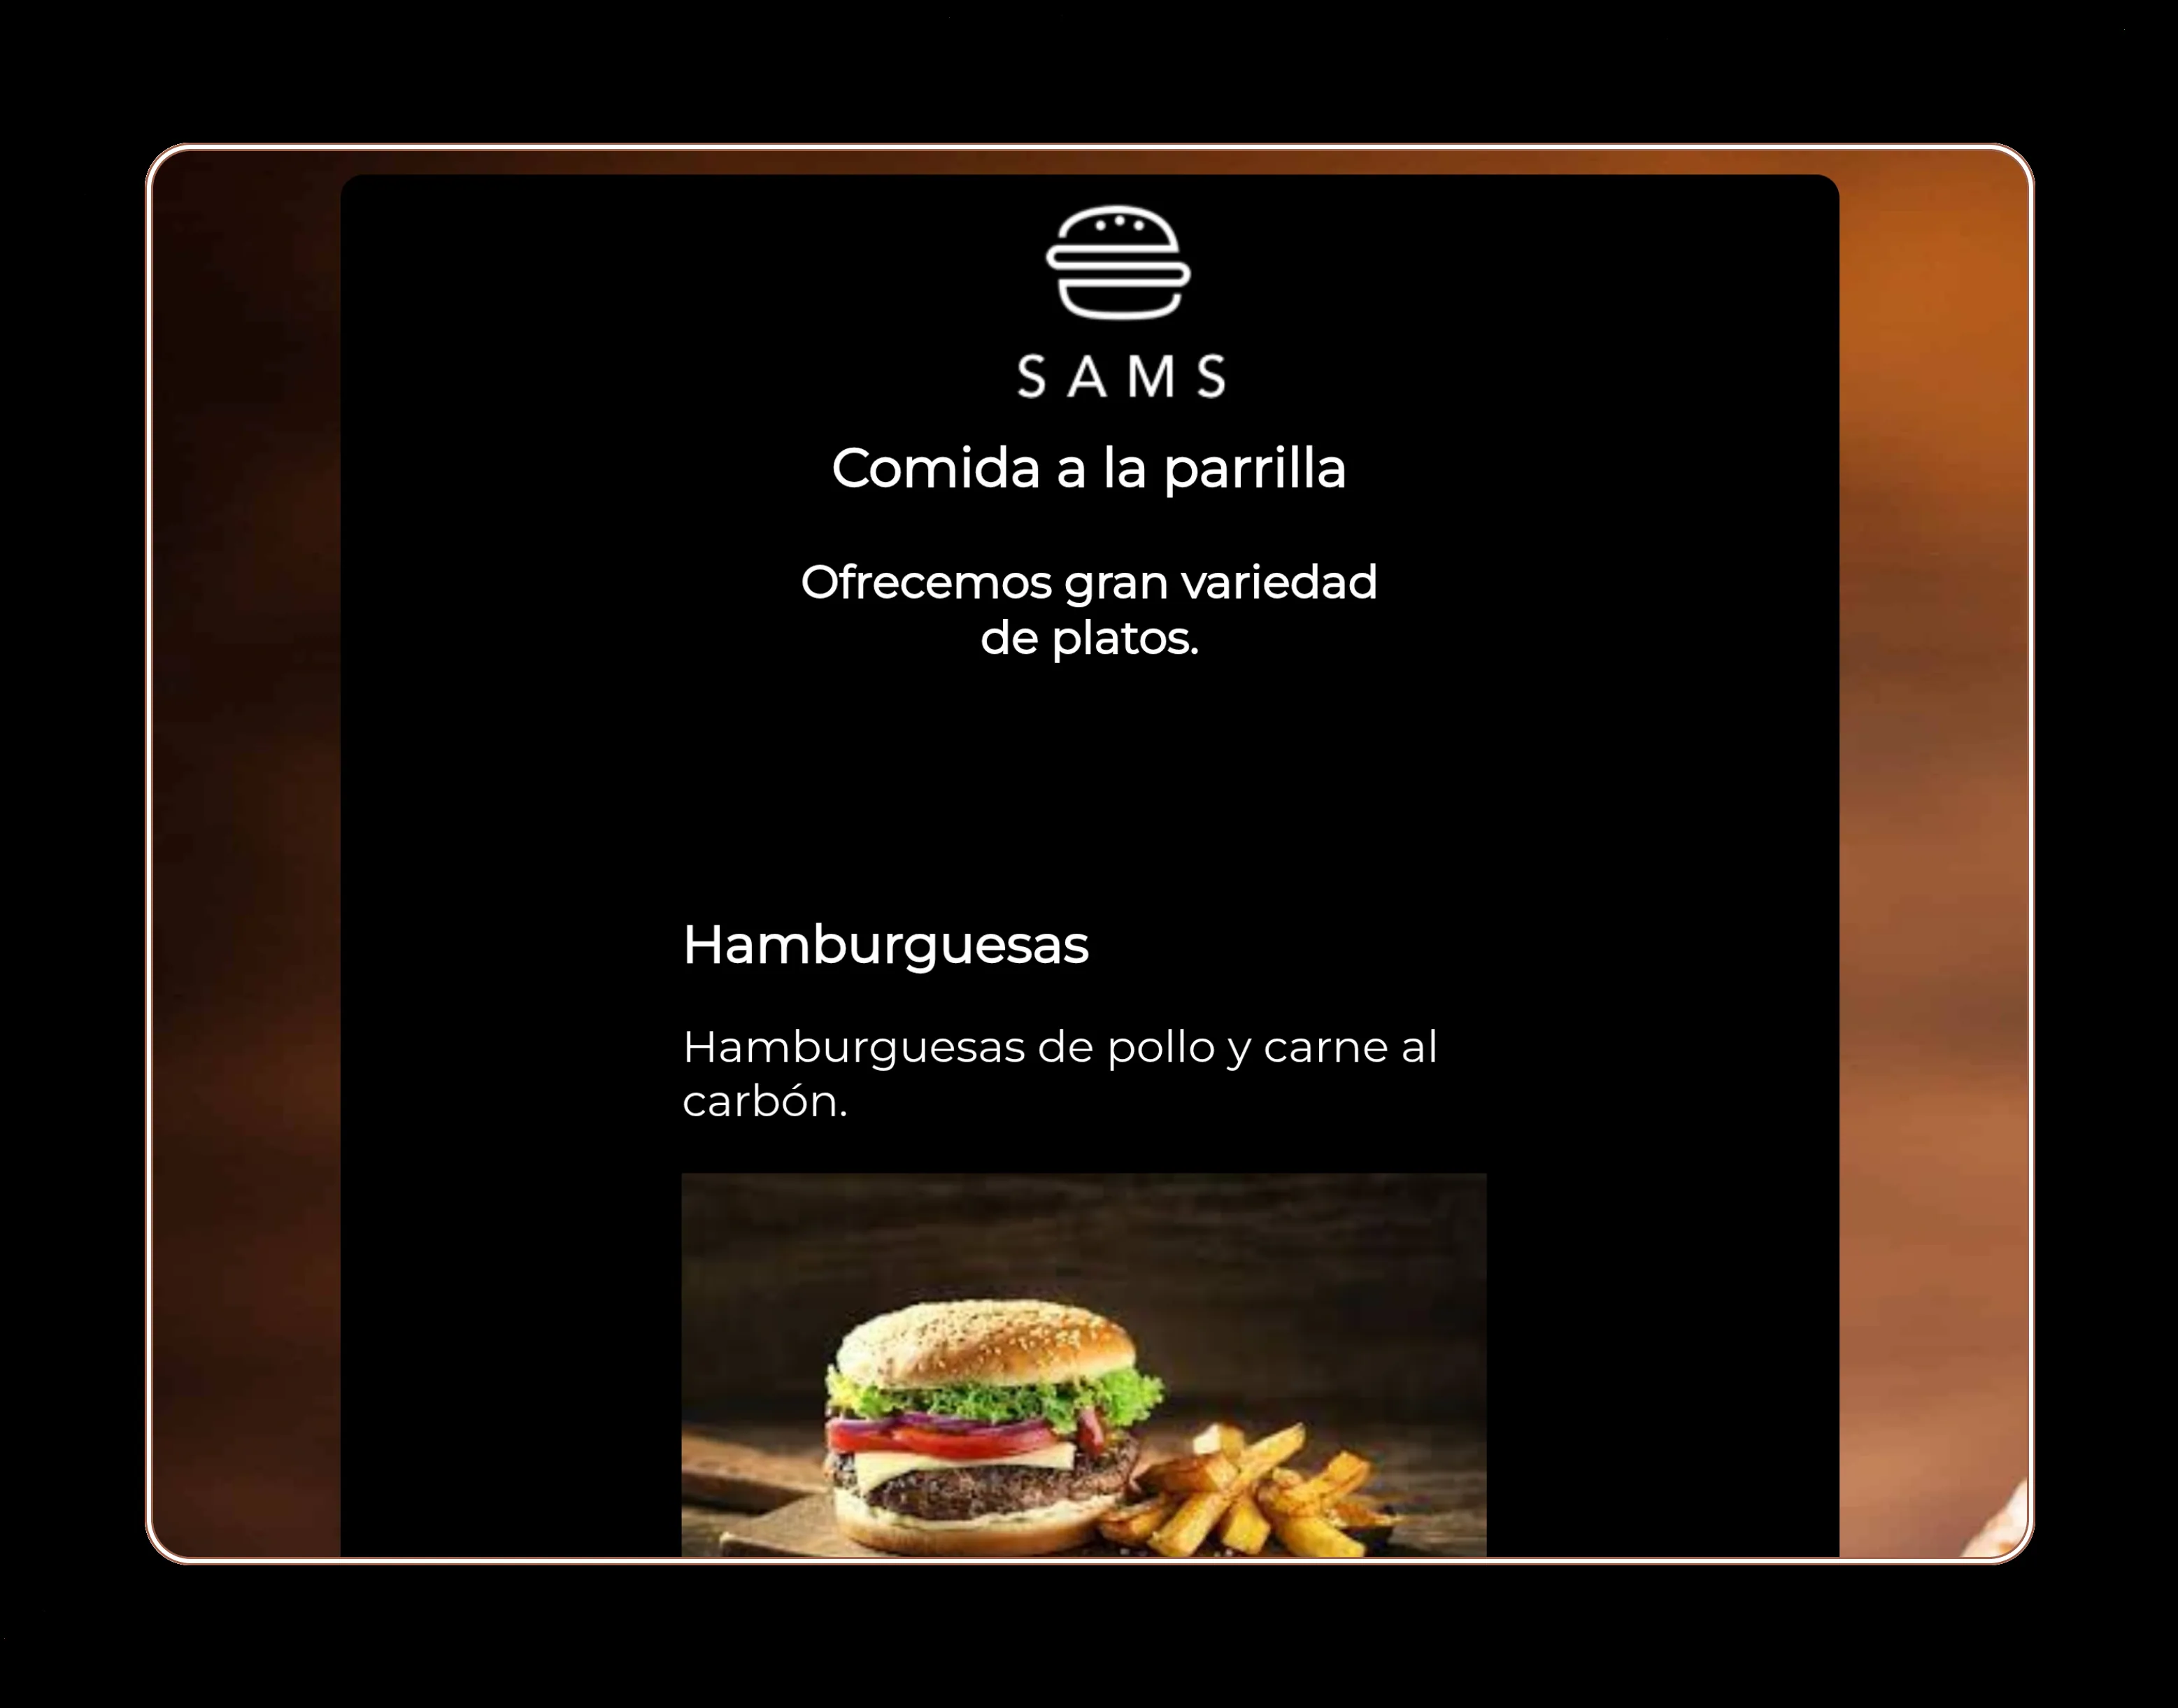 SAMS
Comida a la parrilla
Ofrecemos gran variedad
de platos.
Hamburguesas
Hamburguesas de pollo y carne al
carbón.